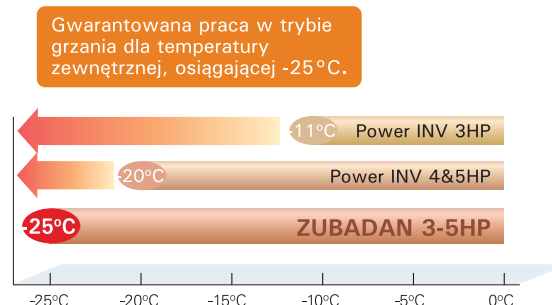 Gwarantowana praca w trybie
grzania dla temperatury
zewnętrznej, osiągającej -25°C.
-11°C Power INV 3HP
-20°C Power INV 4&5HP
-25°C ZUBADAN 3-5HP
-25°C -20°C -15°C -10°C -5°C 0°C